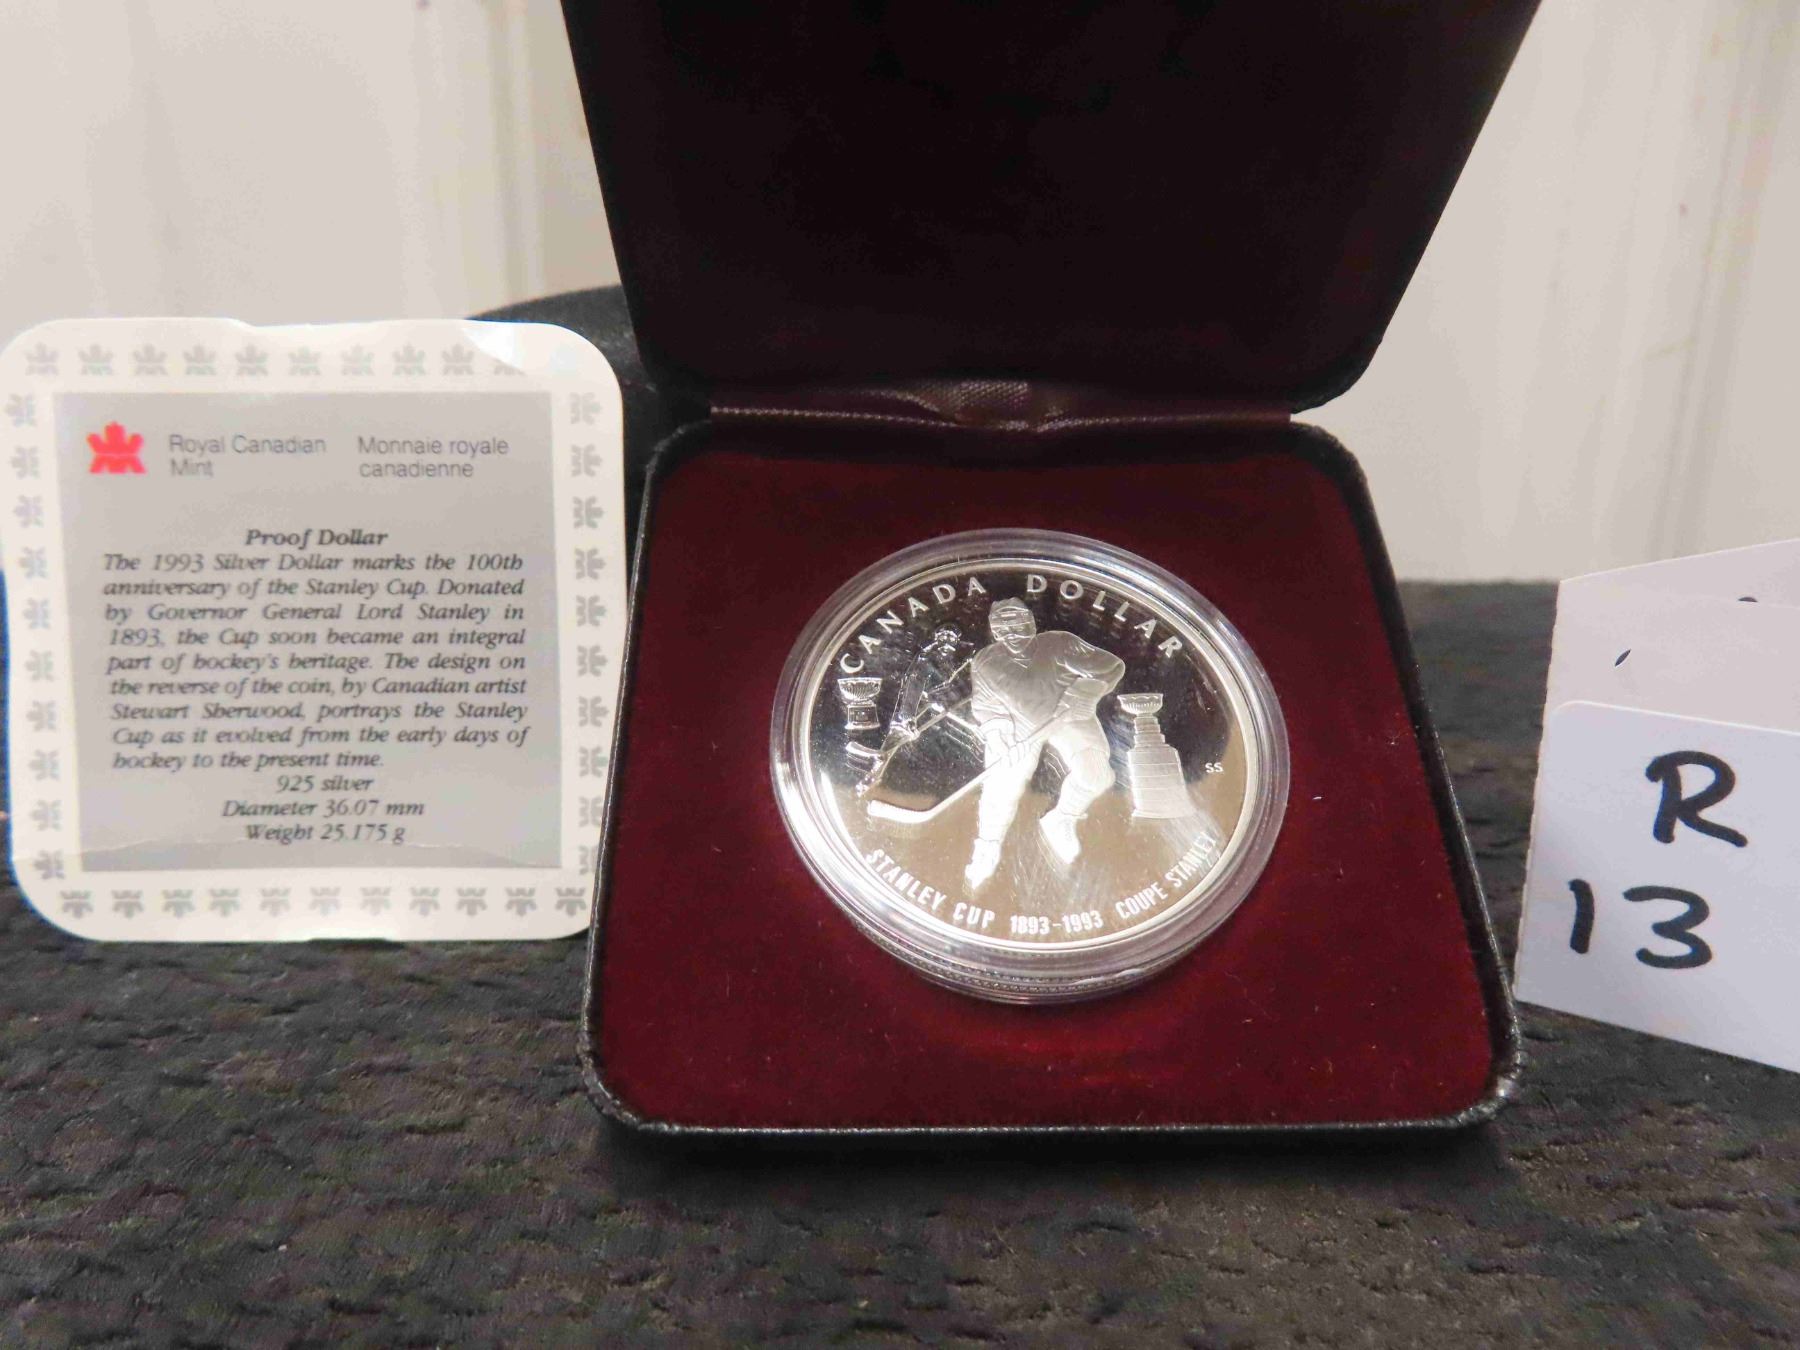 Royal Canadian Mint
Monnaie royale canadienne
Proof Dollar
The 1993 Silver Dollar marks the 100th
anniversary of the Stanley Cup. Donated
by Governor General Lord Stanley in
1893, the Cup soon became an integral
part of hockey's heritage. The design on
the reverse of the coin, by Canadian artist
Stewart Sherwood, portrays the Stanley
Cup as it evolved from the early days of
hockey to the present time.
925 silver
Diameter 36.07 mm
Weight 25.175 g
CANADA DOLLAR
SS
STANLEY CUP 1893-1993 COUPE STANLEY
R
13